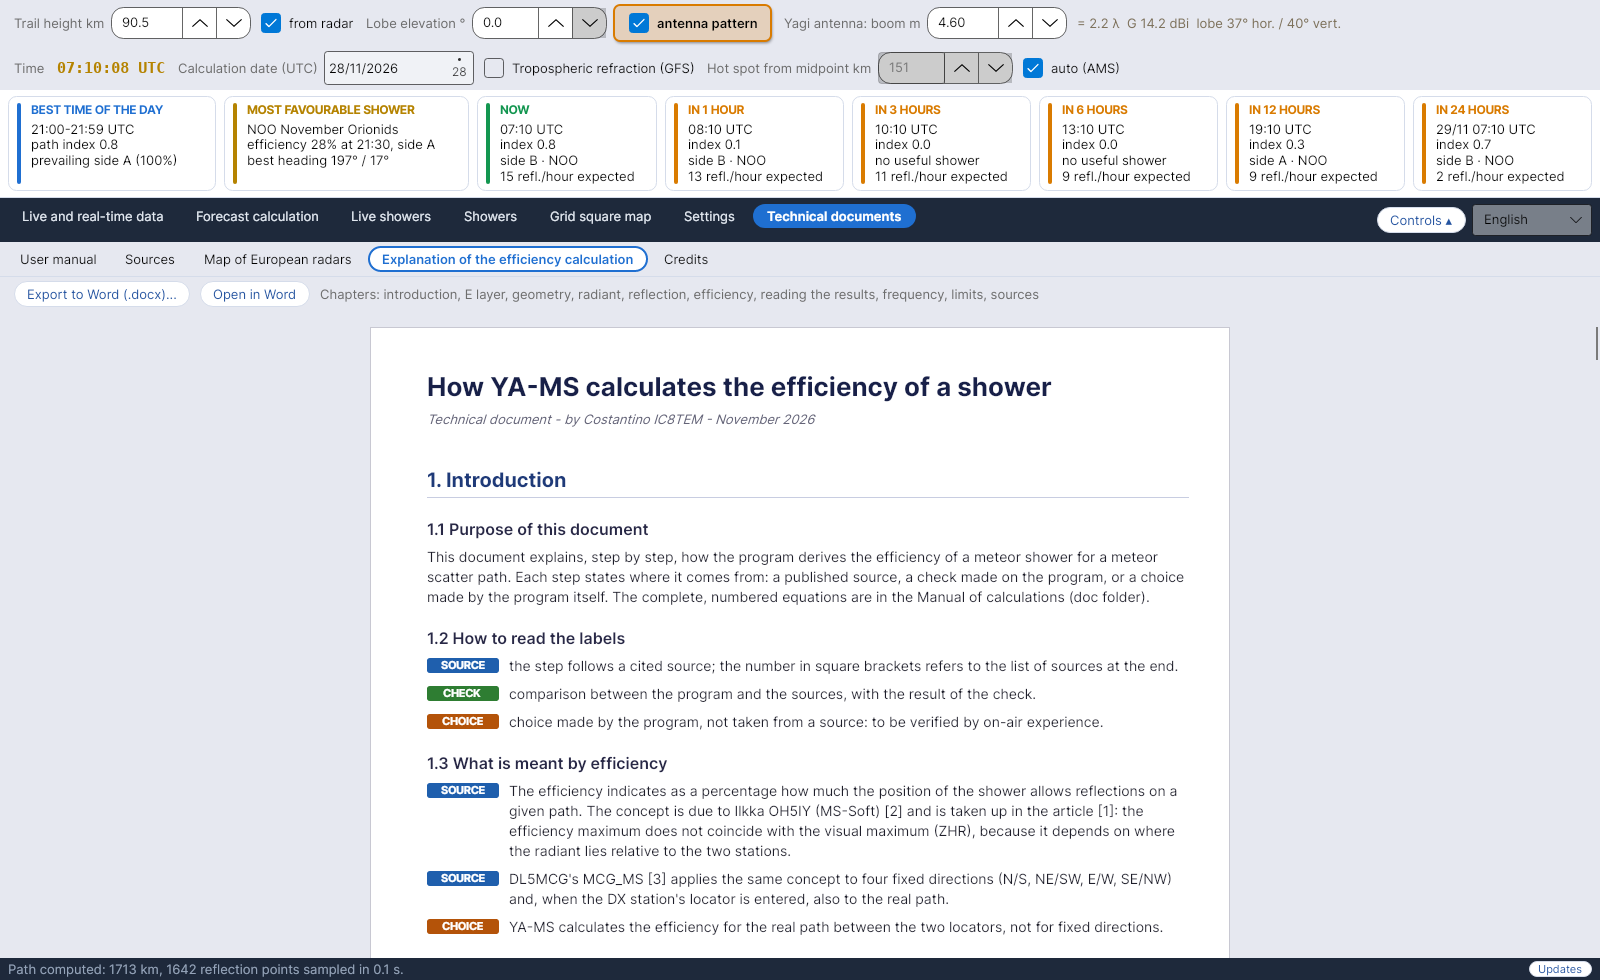 Trail height km 90.5 from radar Lobe elevation ° 0.0 antenna pattern Yagi antenna: boom m 4.60 = 2.2 λ G 14.2 dBi lobe 37° hor. / 40° vert.
Time 07:10:08 UTC Calculation date (UTC) 28/11/2026 28 Tropospheric refraction (GFS) Hot spot from midpoint km 151 auto (AMS)
BEST TIME OF THE DAY
21:00-21:59 UTC
path index 0.8
prevailing side A (100%)
MOST FAVOURABLE SHOWER
NOO November Orionids
efficiency 28% at 21:30, side A
best heading 197° / 17°
NOW
07:10 UTC
index 0.8
side B · NOO
15 refl./hour expected
IN 1 HOUR
08:10 UTC
index 0.1
side B · NOO
13 refl./hour expected
IN 3 HOURS
10:10 UTC
index 0.0
no useful shower
11 refl./hour expected
IN 6 HOURS
13:10 UTC
index 0.0
no useful shower
9 refl./hour expected
IN 12 HOURS
19:10 UTC
index 0.3
side A · NOO
9 refl./hour expected
IN 24 HOURS
29/11 07:10 UTC
index 0.7
side B · NOO
2 refl./hour expected
Live and real-time data Forecast calculation Live showers Showers Grid square map Settings Technical documents Controls ▴ English
User manual Sources Map of European radars Explanation of the efficiency calculation Credits
Export to Word (.docx)... Open in Word Chapters: introduction, E layer, geometry, radiant, reflection, efficiency, reading the results, frequency, limits, sources
How YA-MS calculates the efficiency of a shower
Technical document - by Costantino IC8TEM - November 2026
1. Introduction
1.1 Purpose of this document
This document explains, step by step, how the program derives the efficiency of a meteor shower for a meteor
scatter path. Each step states where it comes from: a published source, a check made on the program, or a choice
made by the program itself. The complete, numbered equations are in the Manual of calculations (doc folder).
1.2 How to read the labels
SOURCE the step follows a cited source; the number in square brackets refers to the list of sources at the end.
CHECK comparison between the program and the sources, with the result of the check.
CHOICE choice made by the program, not taken from a source: to be verified by on-air experience.
1.3 What is meant by efficiency
SOURCE The efficiency indicates as a percentage how much the position of the shower allows reflections on a
given path. The concept is due to Ilkka OH5IY (MS-Soft) [2] and is taken up in the article [1]: the
efficiency maximum does not coincide with the visual maximum (ZHR), because it depends on where
the radiant lies relative to the two stations.
SOURCE DL5MCG's MCG_MS [3] applies the same concept to four fixed directions (N/S, NE/SW, E/W, SE/NW)
and, when the DX station's locator is entered, also to the real path.
CHOICE YA-MS calculates the efficiency for the real path between the two locators, not for fixed directions.
Path computed: 1713 km, 1642 reflection points sampled in 0.1 s. Updates